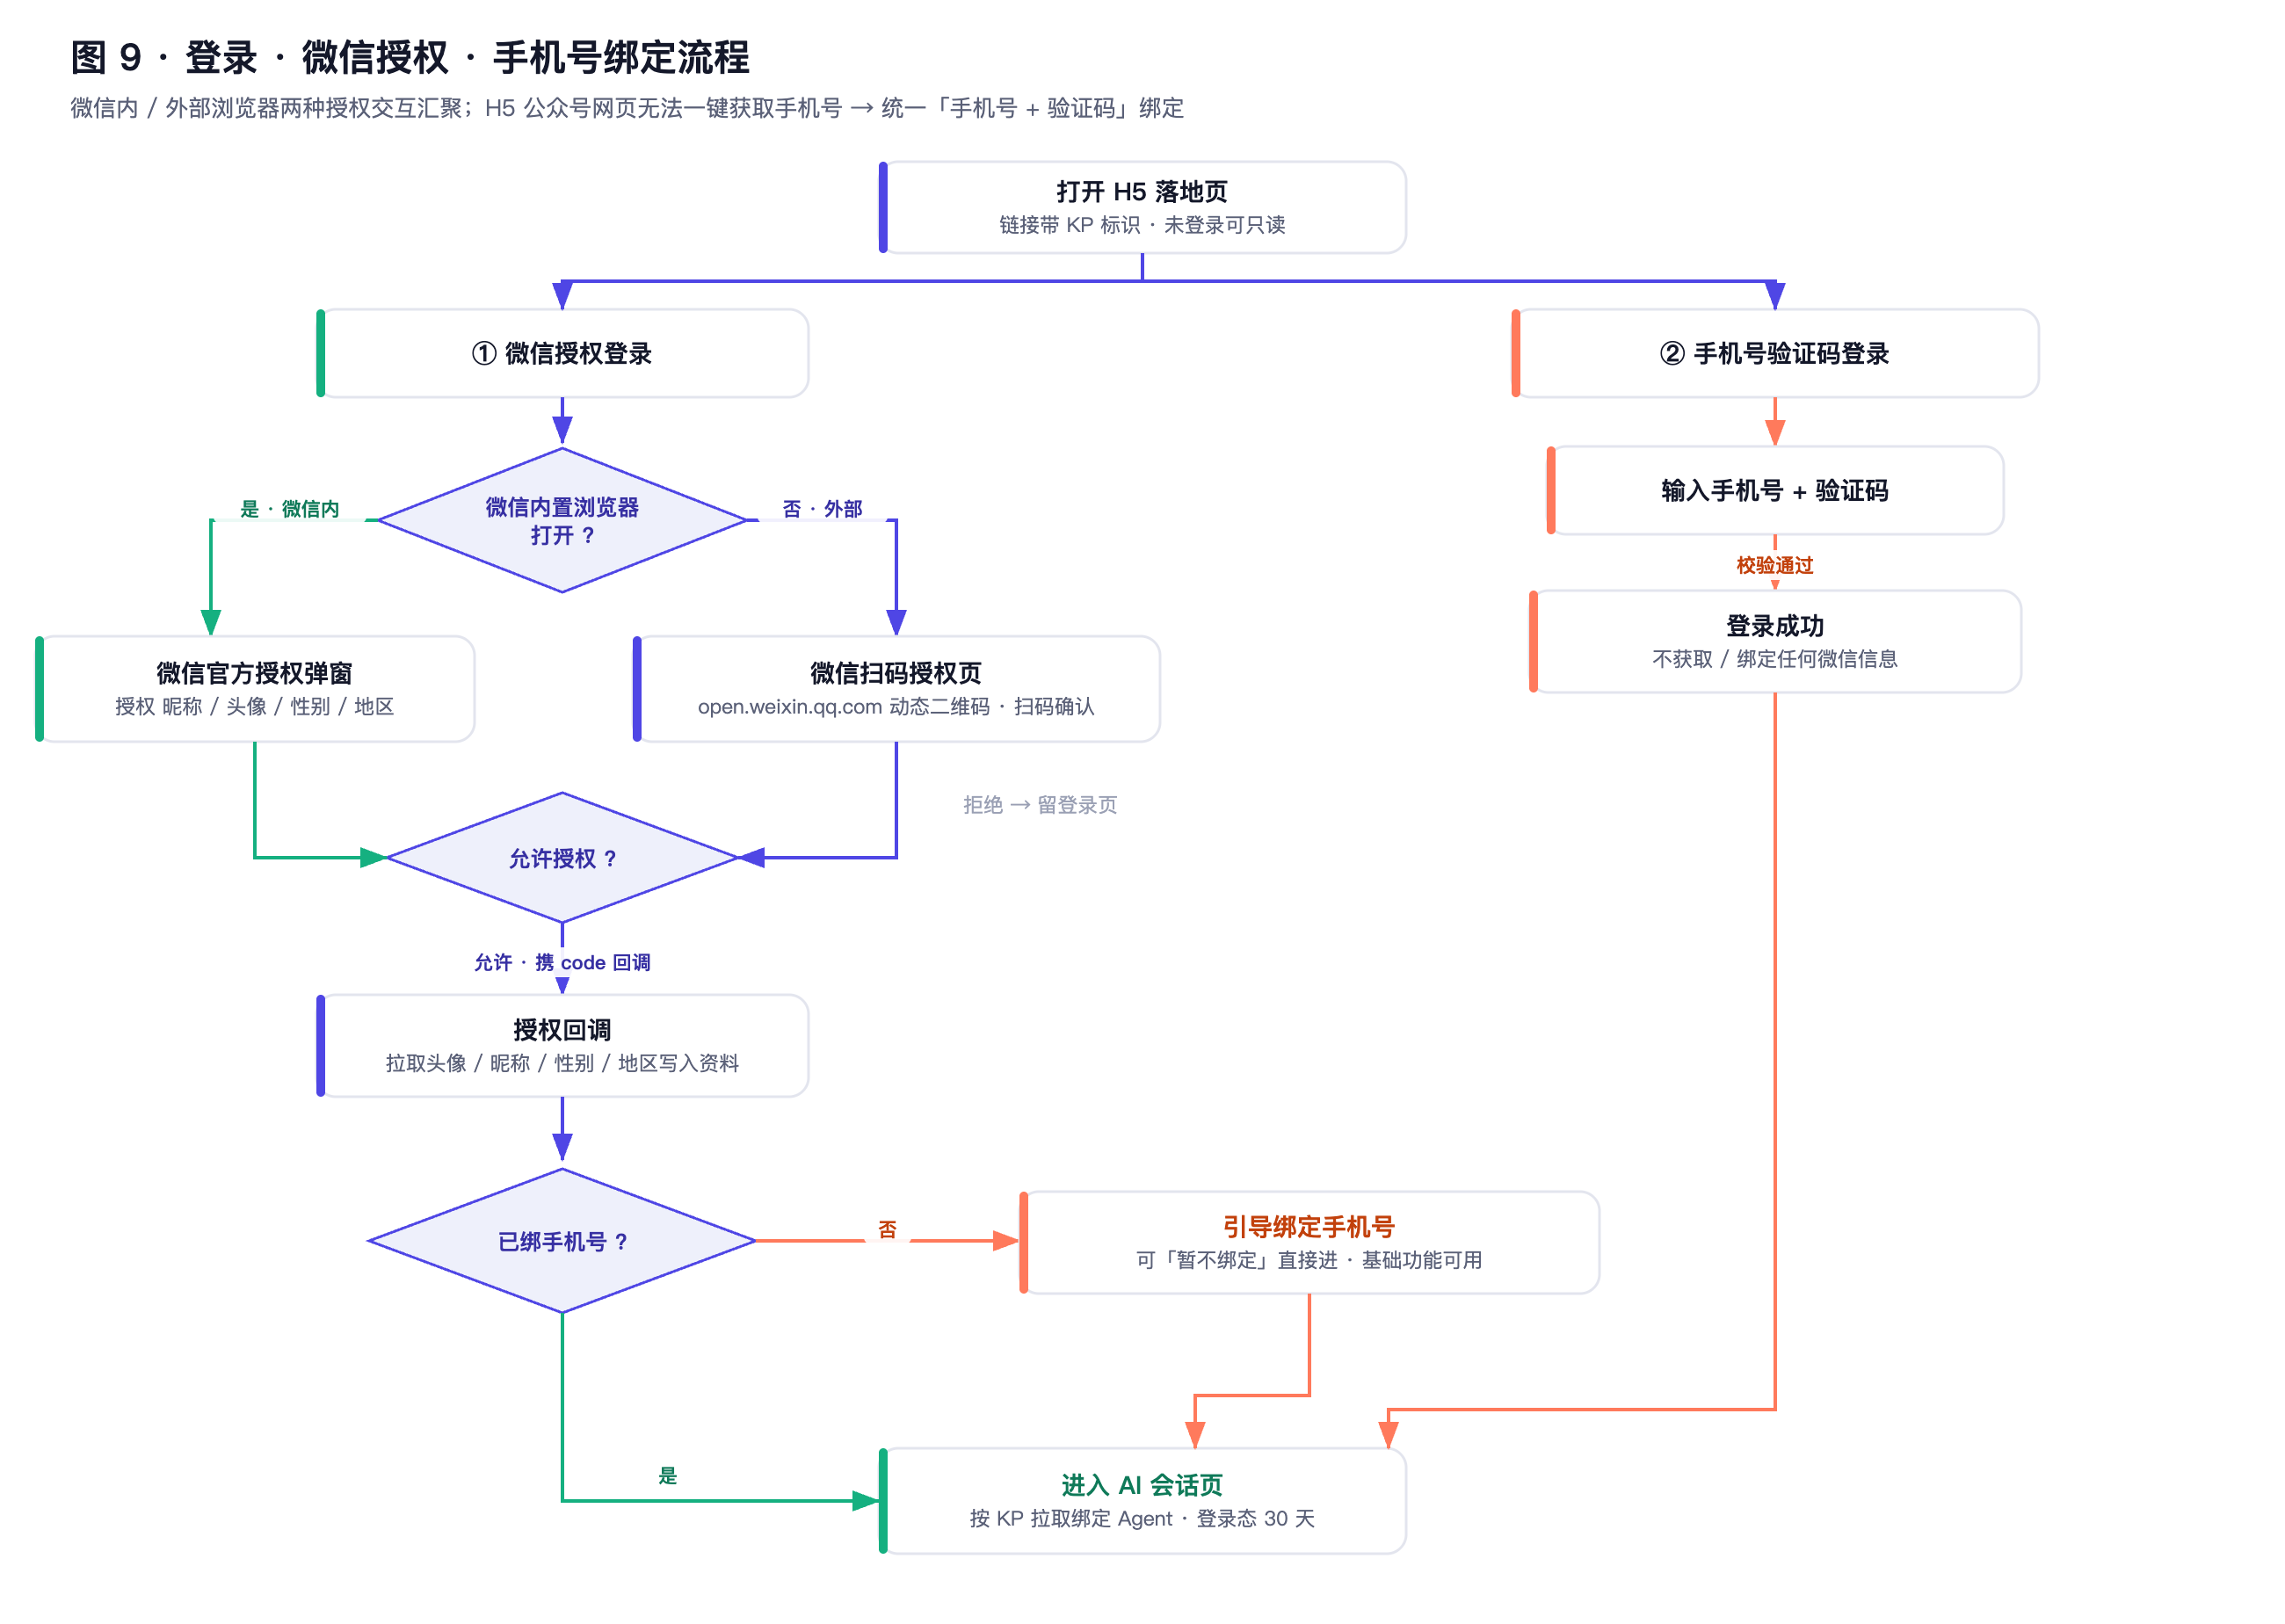 图 9 · 登录 · 微信授权 · 手机号绑定流程
微信内 / 外部浏览器两种授权交互汇聚；H5 公众号网页无法一键获取手机号 → 统一「手机号 + 验证码」绑定
打开 H5 落地页
链接带 KP 标识 · 未登录可只读
① 微信授权登录
② 手机号验证码登录
微信内置浏览器
打开 ?
是 · 微信内
否 · 外部
输入手机号 + 验证码
校验通过
登录成功
不获取 / 绑定任何微信信息
微信官方授权弹窗
授权 昵称 / 头像 / 性别 / 地区
微信扫码授权页
open.weixin.qq.com 动态二维码 · 扫码确认
拒绝 → 留登录页
允许授权 ?
允许 · 携 code 回调
授权回调
拉取头像 / 昵称 / 性别 / 地区写入资料
已绑手机号 ?
否
引导绑定手机号
可「暂不绑定」直接进 · 基础功能可用
是
进入 AI 会话页
按 KP 拉取绑定 Agent · 登录态 30 天